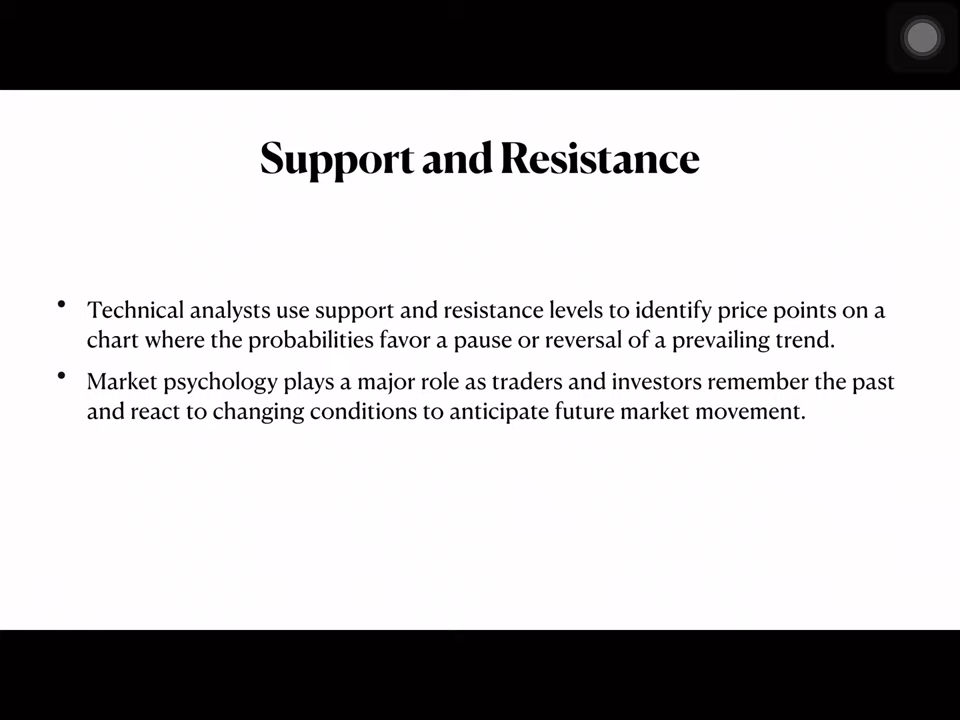 Support and Resistance
• Technical analysts use support and resistance levels to identify price points on a
chart where the probabilities favor a pause or reversal of a prevailing trend.
• Market psychology plays a major role as traders and investors remember the past
and react to changing conditions to anticipate future market movement.